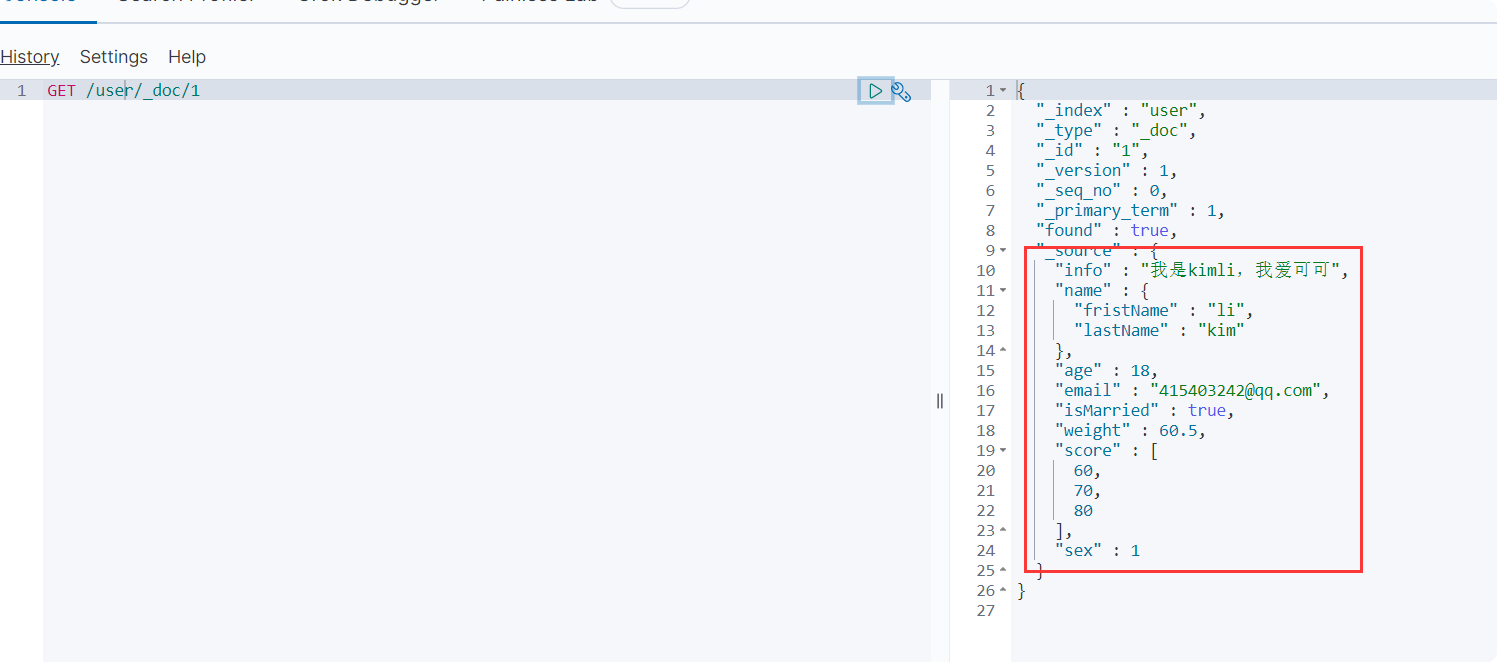 Console Search Profiler Grok Debugger Painless Lab
History Settings Help
1 GET /user/_doc/1
1 {
2 "_index" : "user",
3 "_type" : "_doc",
4 "_id" : "1",
5 "_version" : 1,
6 "_seq_no" : 0,
7 "_primary_term" : 1,
8 "found" : true,
9 "_source" : {
10 "info" : "我是kimli，我爱可可",
11 "name" : {
12 "fristName" : "li",
13 "lastName" : "kim"
14 },
15 "age" : 18,
16 "email" : "415403242@qq.com",
17 "isMarried" : true,
18 "weight" : 60.5,
19 "score" : [
20 60,
21 70,
22 80
23 ],
24 "sex" : 1
25 }
26 }
27